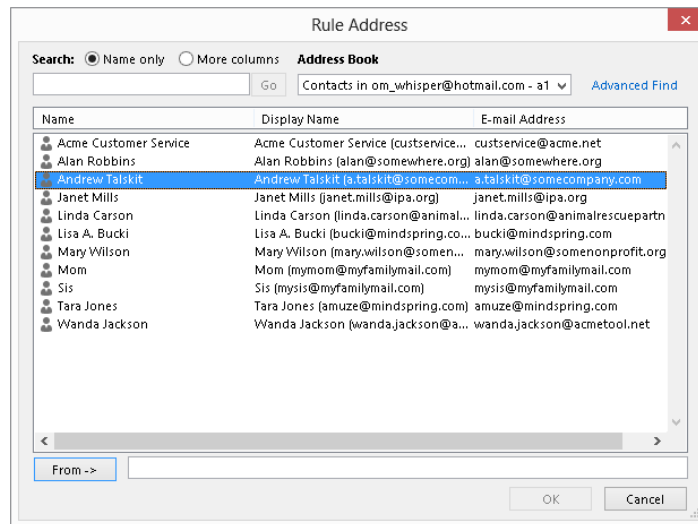 Rule Address
Search: Name only More columns Address Book
Go Contacts in om_whisper@hotmail.com - a1 Advanced Find
Name Display Name E-mail Address
Acme Customer Service Acme Customer Service (custservice... custservice@acme.net
Alan Robbins Alan Robbins (alan@somewhere.org) alan@somewhere.org
Andrew Talskit Andrew Talskit (a.talskit@somecom... a.talskit@somecompany.com
Janet Mills Janet Mills (janet.mills@ipa.org) janet.mills@ipa.org
Linda Carson Linda Carson (linda.carson@animal... linda.carson@animalrescuepartn
Lisa A. Bucki Lisa A. Bucki (bucki@mindspring.co... bucki@mindspring.com
Mary Wilson Mary Wilson (mary.wilson@somen... mary.wilson@somenonprofit.org
Mom Mom (mymom@myfamilymail.com) mymom@myfamilymail.com
Sis Sis (mysis@myfamilymail.com) mysis@myfamilymail.com
Tara Jones Tara Jones (amuze@mindspring.com) amuze@mindspring.com
Wanda Jackson Wanda Jackson (wanda.jackson@a... wanda.jackson@acmetool.net
From ->
OK Cancel